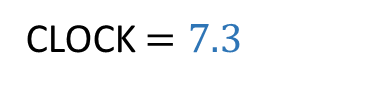 CLOCK = 7.3